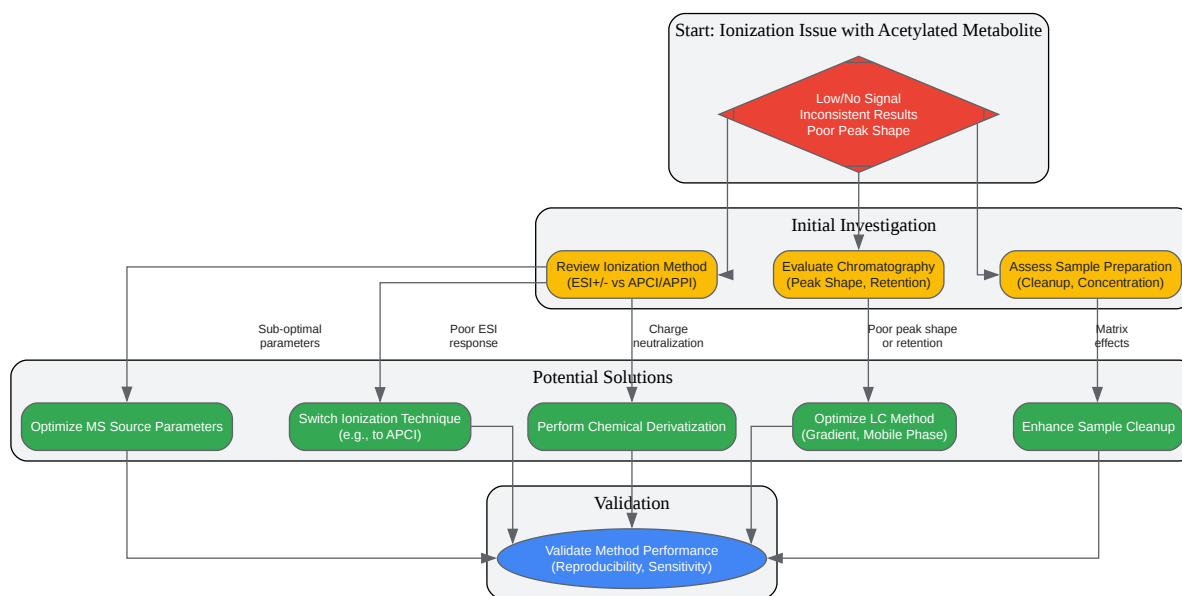 Start: Ionization Issue with Acetylated Metabolite
Low/No Signal
Inconsistent Results
Poor Peak Shape
Initial Investigation
Review Ionization Method
(ESI+/- vs APCI/APPI)
Evaluate Chromatography
(Peak Shape, Retention)
Assess Sample Preparation
(Cleanup, Concentration)
Sub-optimal
parameters
Poor ESI
response
Charge
neutralization
Poor peak shape
or retention
Matrix
effects
Potential Solutions
Optimize MS Source Parameters
Switch Ionization Technique
(e.g., to APCI)
Perform Chemical Derivatization
Optimize LC Method
(Gradient, Mobile Phase)
Enhance Sample Cleanup
Validation
Validate Method Performance
(Reproducibility, Sensitivity)